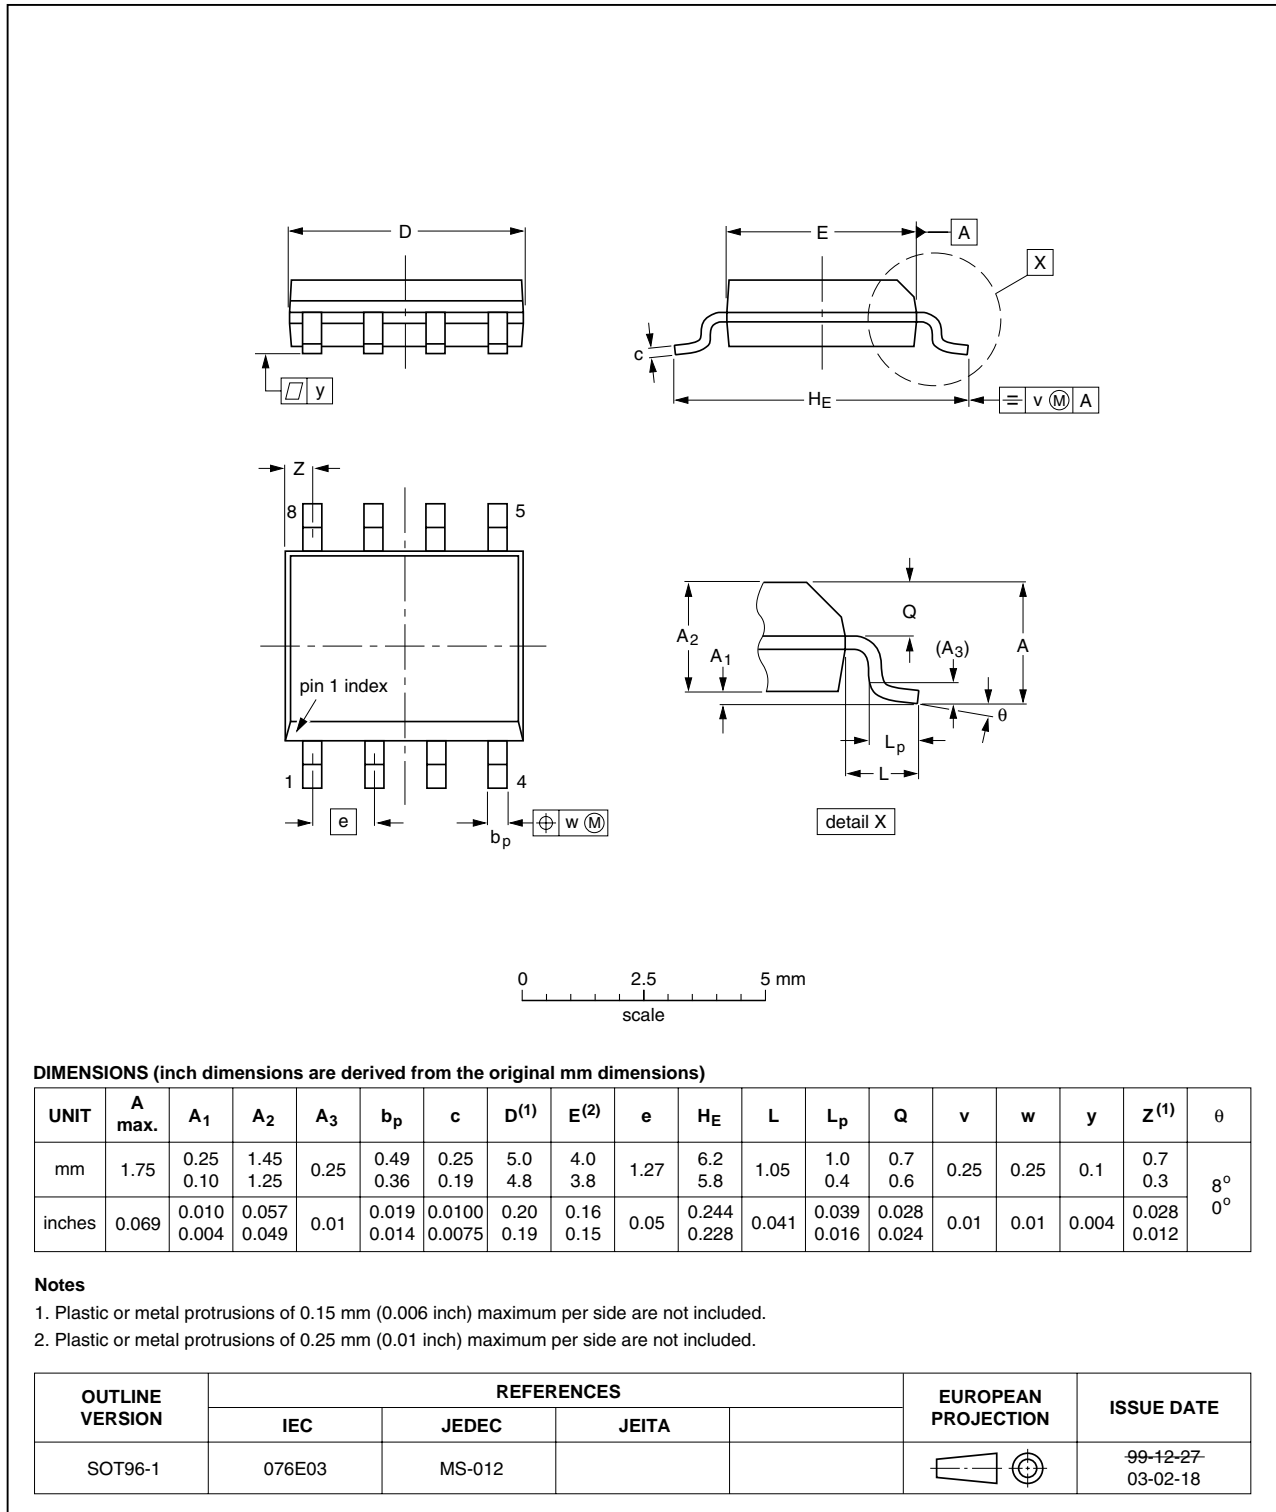 D
E
A
X
c
y
HE
v M A
Z
8
5
Q
A2
A1
(A3)
A
pin 1 index
θ
Lp
L
1
4
e
w M
bp
detail X
0 2.5 5 mm
scale
DIMENSIONS (inch dimensions are derived from the original mm dimensions)
UNIT A max. A1 A2 A3 bp c D(1) E(2) e HE L Lp Q v w y Z(1) θ
mm 1.75 0.25 0.10 1.45 1.25 0.25 0.49 0.36 0.25 0.19 5.0 4.8 4.0 3.8 1.27 6.2 5.8 1.05 1.0 0.4 0.7 0.6 0.25 0.25 0.1 0.7 0.3 8° 0°
inches 0.069 0.010 0.004 0.057 0.049 0.01 0.019 0.014 0.0100 0.0075 0.20 0.19 0.16 0.15 0.05 0.244 0.228 0.041 0.039 0.016 0.028 0.024 0.01 0.01 0.004 0.028 0.012
Notes
1. Plastic or metal protrusions of 0.15 mm (0.006 inch) maximum per side are not included.
2. Plastic or metal protrusions of 0.25 mm (0.01 inch) maximum per side are not included.
OUTLINE VERSION REFERENCES EUROPEAN PROJECTION ISSUE DATE
IEC JEDEC JEITA
SOT96-1 076E03 MS-012 99-12-27
03-02-18